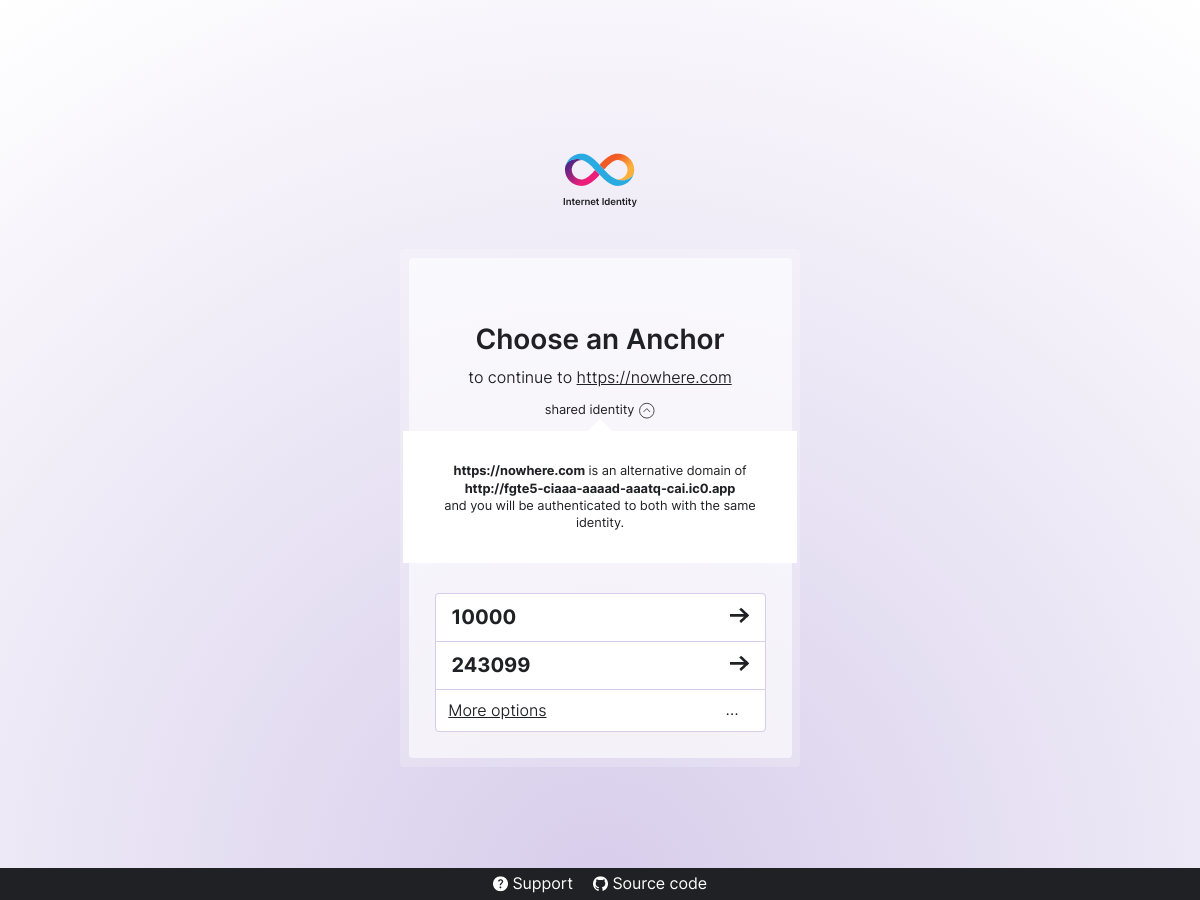 Internet Identity
Choose an Anchor
to continue to https://nowhere.com
shared identity
https://nowhere.com is an alternative domain of
http://fgte5-ciaaa-aaaad-aaatq-cai.ic0.app
and you will be authenticated to both with the same
identity.
10000
243099
More options ...
Support Source code